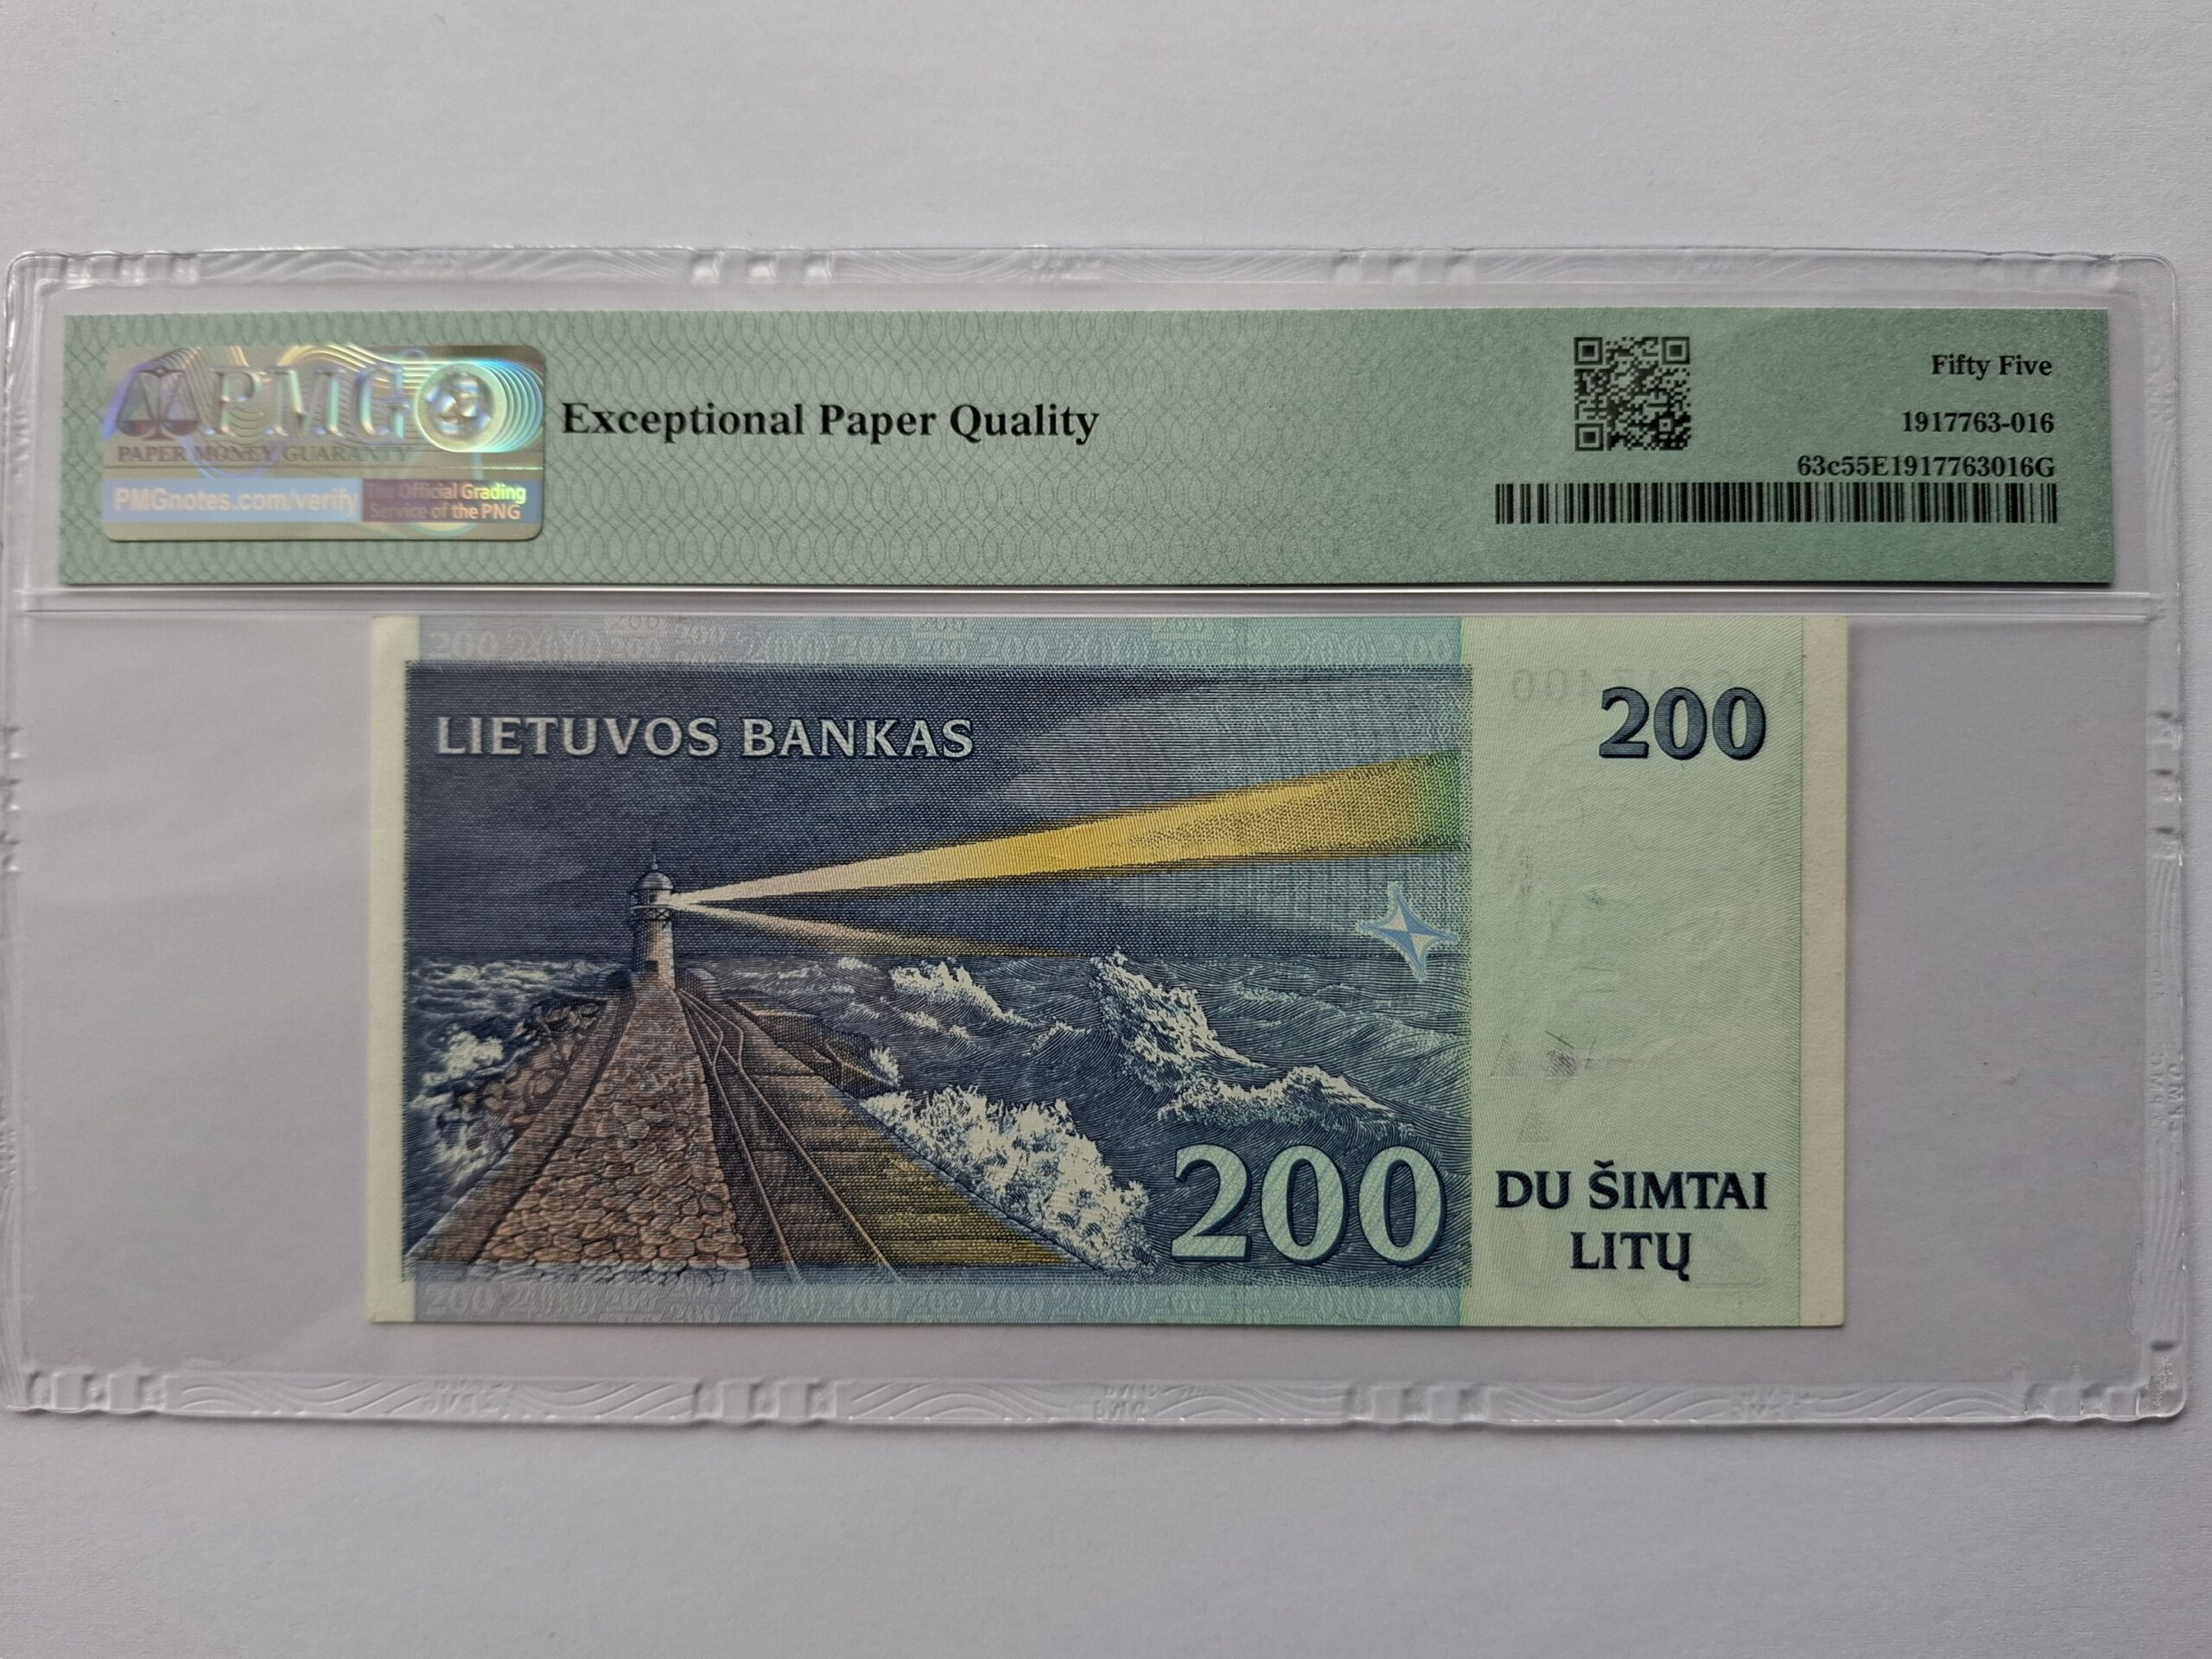 PMG
PAPER MONEY GUARANTY
PMGnotes.com/verify
The Official Grading
Service of the PNG
Exceptional Paper Quality
Fifty Five
1917763-016
63c55E1917763016G
LIETUVOS BANKAS
200
200
DU ŠIMTAI
LITŲ